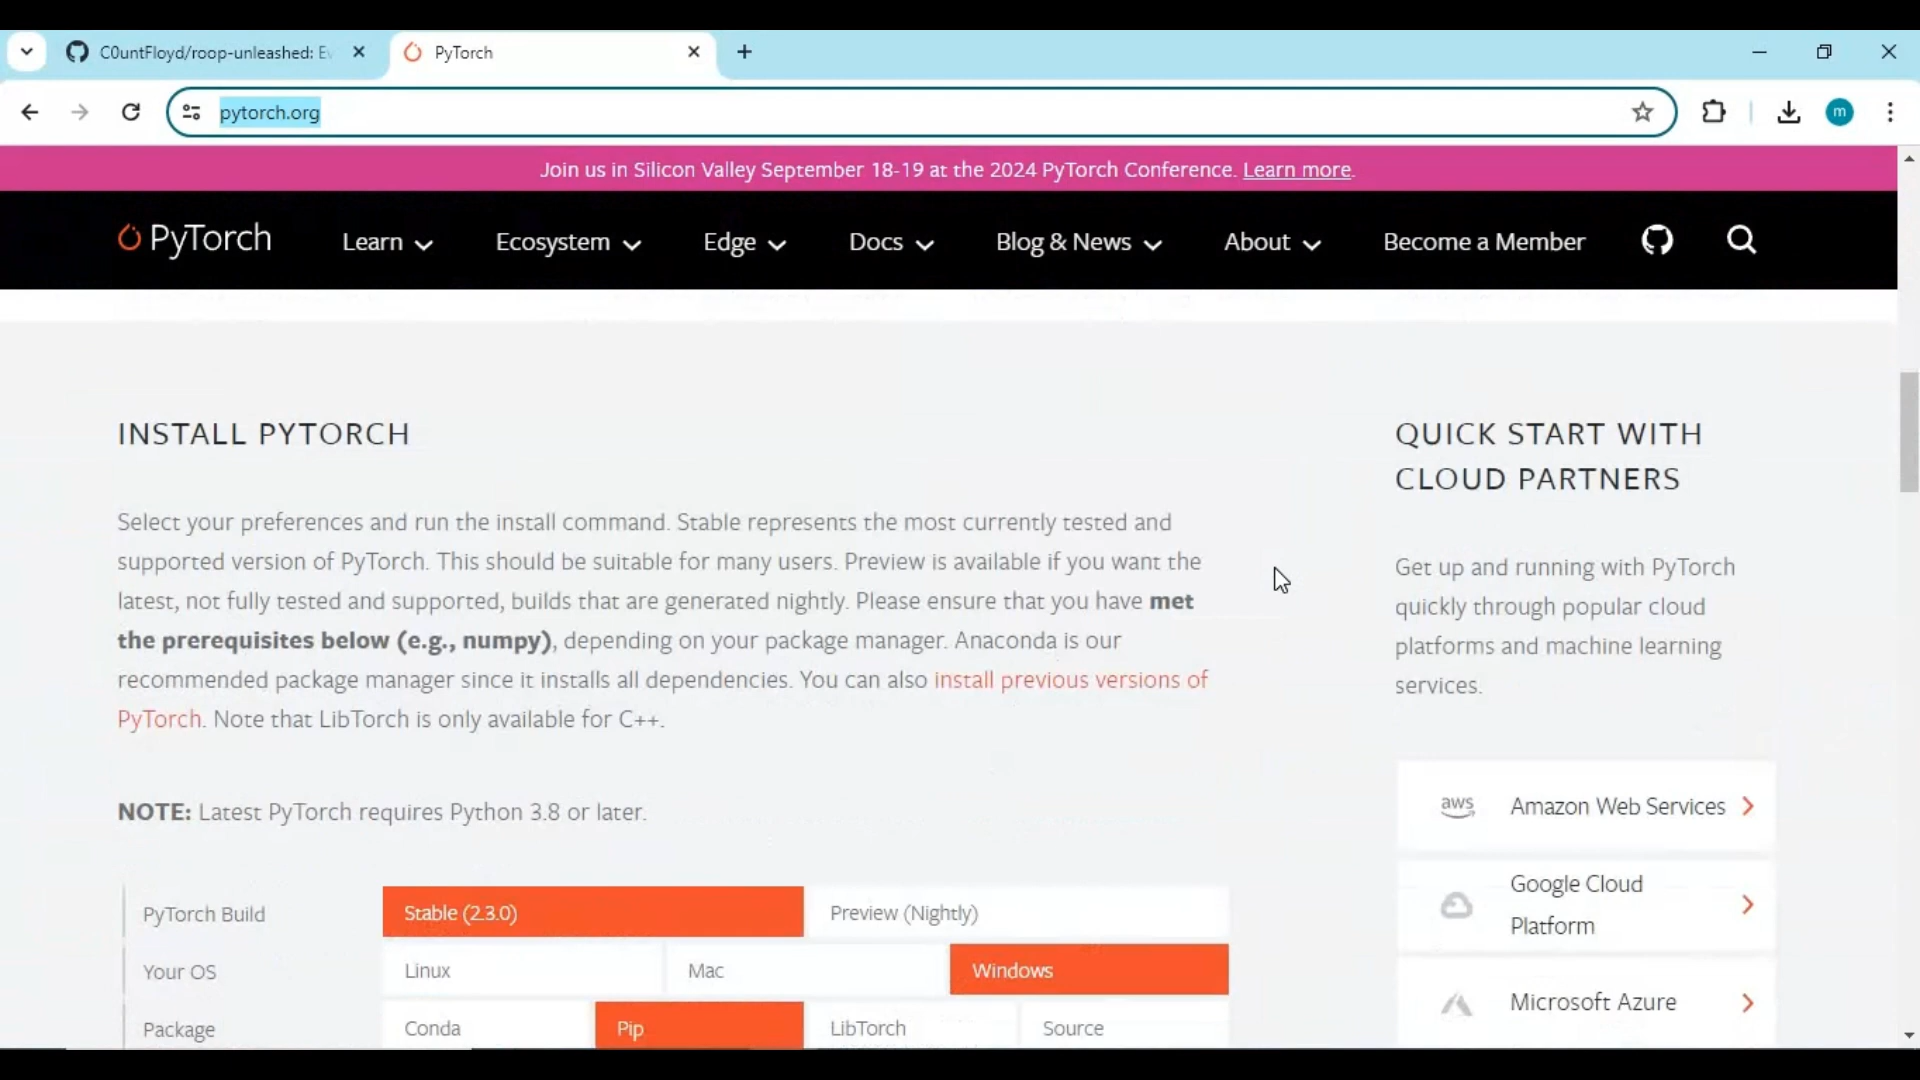 C0untFloyd/roop-unleashed: Ev
PyTorch
pytorch.org
m
Join us in Silicon Valley September 18-19 at the 2024 PyTorch Conference. Learn more.
PyTorch
Learn
Ecosystem
Edge
Docs
Blog & News
About
Become a Member
INSTALL PYTORCH
Select your preferences and run the install command. Stable represents the most currently tested and
supported version of PyTorch. This should be suitable for many users. Preview is available if you want the
latest, not fully tested and supported, builds that are generated nightly. Please ensure that you have met
the prerequisites below (e.g., numpy), depending on your package manager. Anaconda is our
recommended package manager since it installs all dependencies. You can also install previous versions of
PyTorch. Note that LibTorch is only available for C++.
NOTE: Latest PyTorch requires Python 3.8 or later.
PyTorch Build
Stable (2.3.0)
Preview (Nightly)
Your OS
Linux
Mac
Windows
Package
Conda
Pip
LibTorch
Source
QUICK START WITH
CLOUD PARTNERS
Get up and running with PyTorch
quickly through popular cloud
platforms and machine learning
services.
aws
Amazon Web Services
Google Cloud
Platform
Microsoft Azure